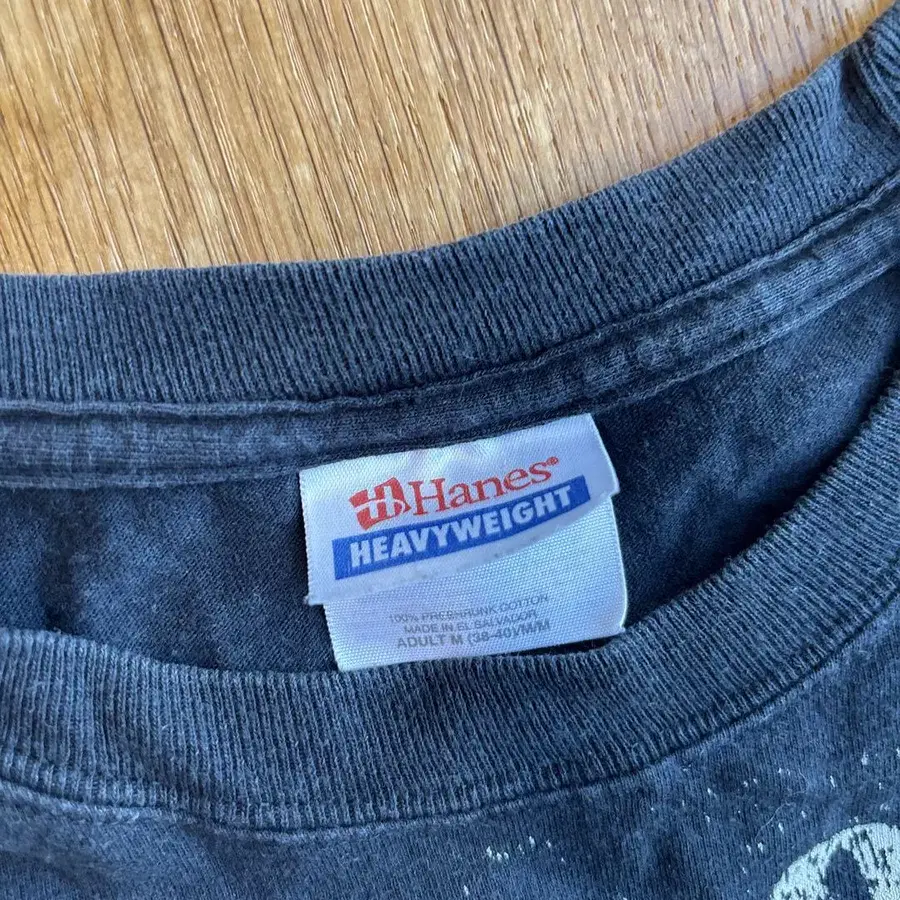 Hanes®
HEAVYWEIGHT
100% PRESHRUNK COTTON
MADE IN EL SALVADOR
ADULT M (38-40)/M/M